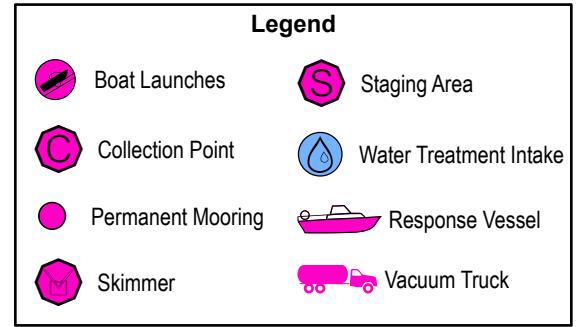 Legend
Boat Launches
S
Staging Area
C
Collection Point
Water Treatment Intake
Permanent Mooring
Response Vessel
Skimmer
Vacuum Truck